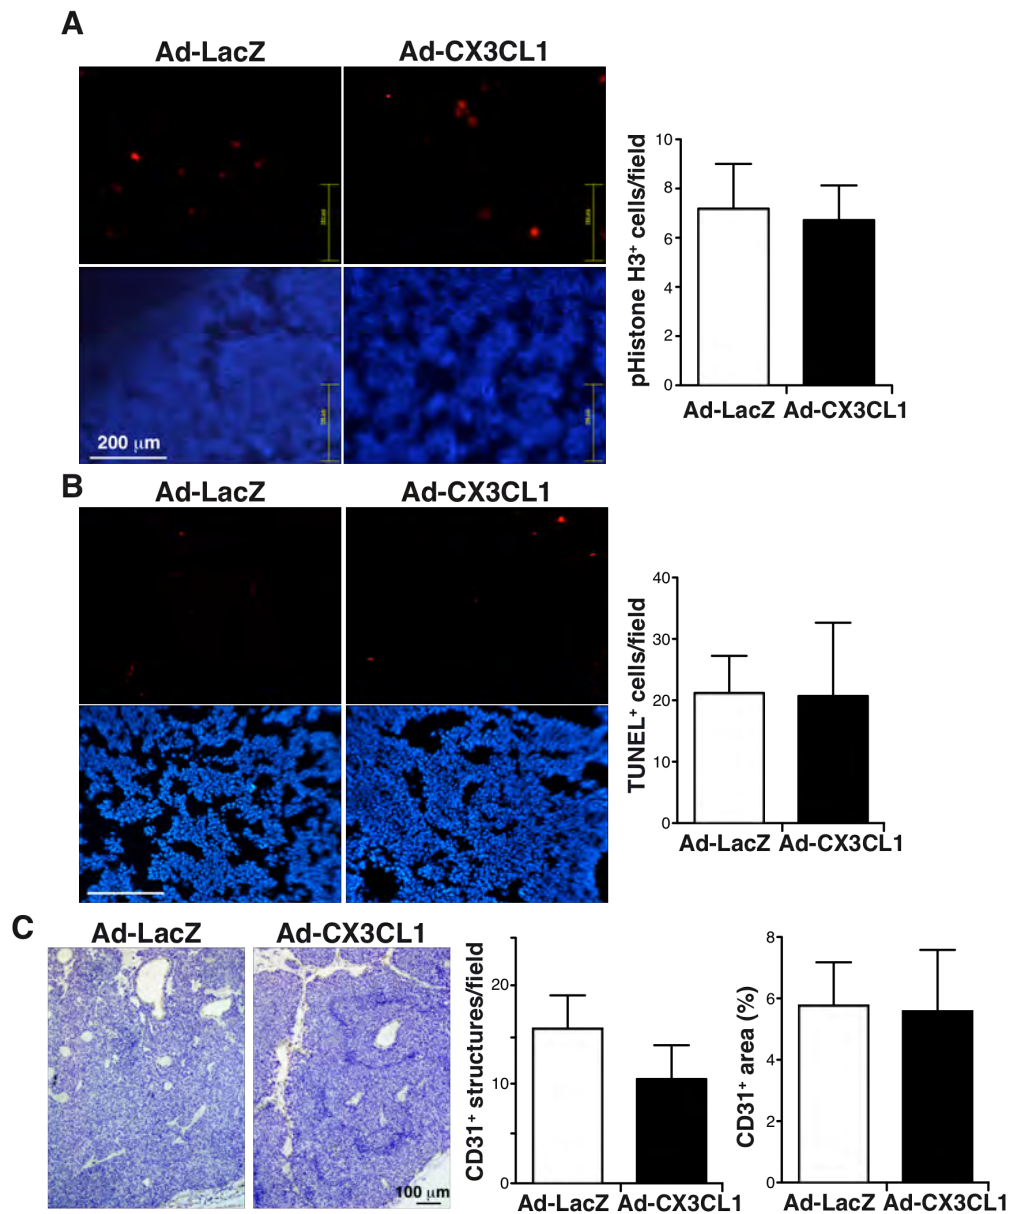 A
Ad-LacZ Ad-CX3CL1
pHistone H3⁺ cells/field
10
8
6
4
2
0
Ad-LacZ Ad-CX3CL1
200 μm
B
Ad-LacZ Ad-CX3CL1
TUNEL⁺ cells/field
40
30
20
10
0
Ad-LacZ Ad-CX3CL1
C
Ad-LacZ Ad-CX3CL1
100 μm
CD31⁺ structures/field
20
10
0
Ad-LacZ Ad-CX3CL1
CD31⁺ area (%)
8
6
4
2
0
Ad-LacZ Ad-CX3CL1